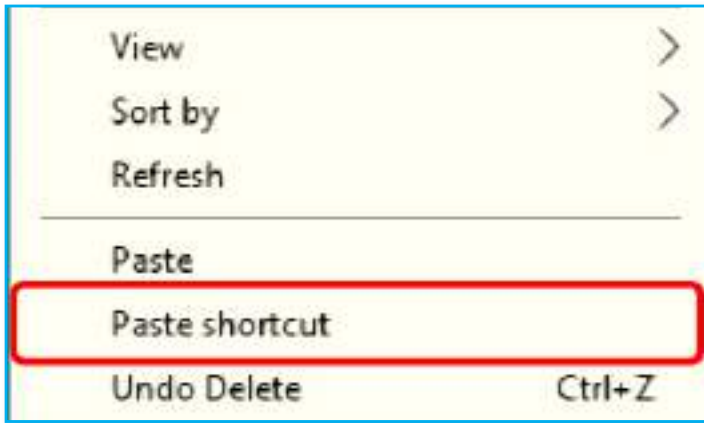 View
Sort by
Refresh
Paste
Paste shortcut
Undo Delete Ctrl+Z